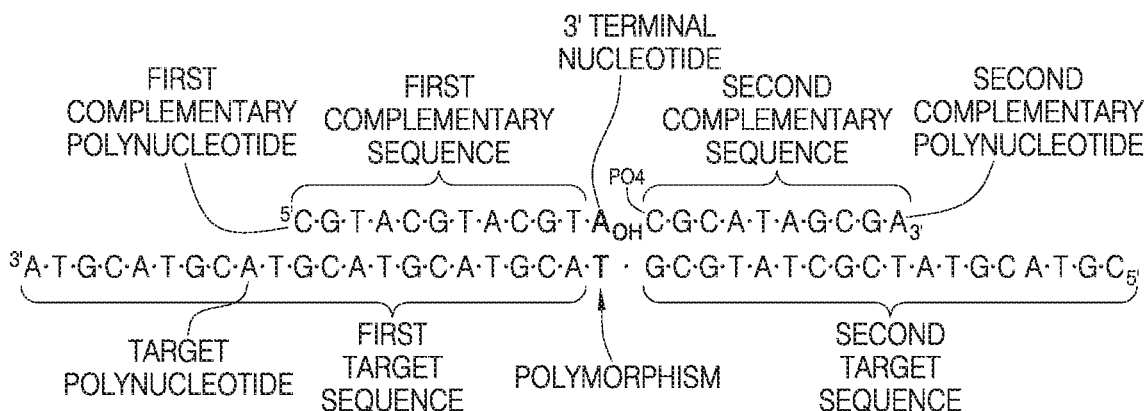 3' TERMINAL
NUCLEOTIDE
FIRST
COMPLEMENTARY
POLYNUCLEOTIDE
FIRST
COMPLEMENTARY
SEQUENCE
SECOND
COMPLEMENTARY
SEQUENCE
SECOND
COMPLEMENTARY
POLYNUCLEOTIDE
PO4
5'C·G·T·A·C·G·T·A·C·G·T·A OH C·G·C·A·T·A·G·C·G·A3'
3'A·T·G·C·A·T·G·C·A·T·G·C·A·T·G·C·A·T·G·C·A·T · G·C·G·T·A·T·C·G·C·T·A·T·G·C·A·T·G·C5'
TARGET
POLYNUCLEOTIDE
FIRST
TARGET
SEQUENCE
POLYMORPHISM
SECOND
TARGET
SEQUENCE